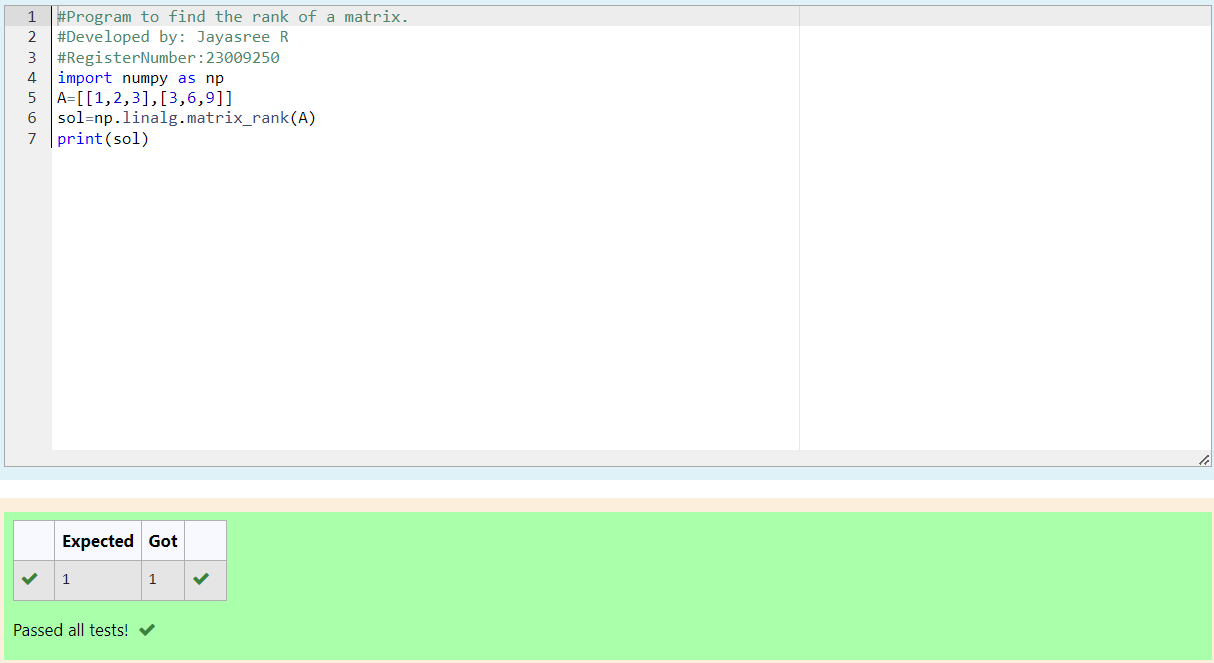 1 #Program to find the rank of a matrix.
2 #Developed by: Jayasree R
3 #RegisterNumber:23009250
4 import numpy as np
5 A=[[1,2,3],[3,6,9]]
6 sol=np.linalg.matrix_rank(A)
7 print(sol)
Expected Got
1 1
Passed all tests!